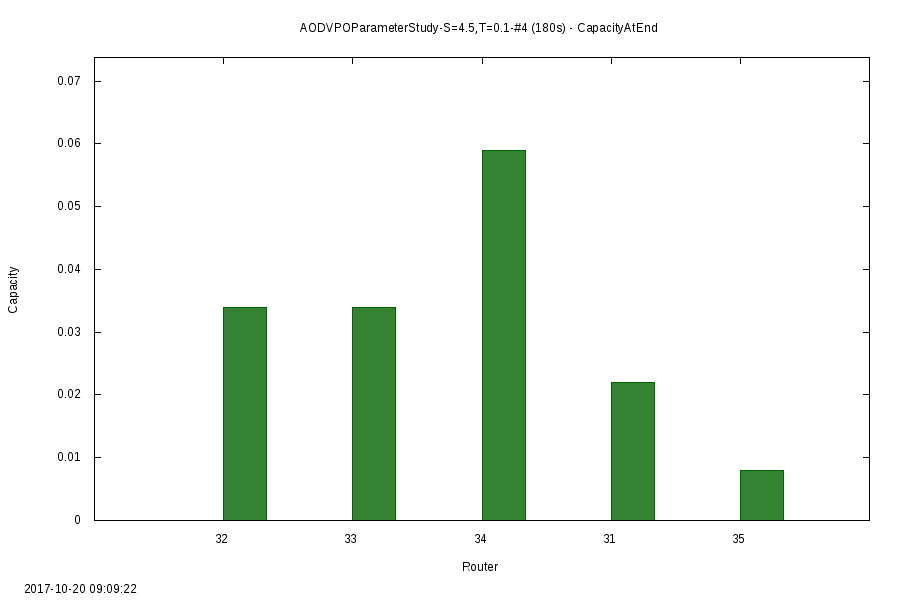 AODVPOParameterStudy-S=4.5,T=0.1-#4 (180s) - CapacityAtEnd
0.07
0.06
0.05
0.04
0.03
0.02
0.01
0
Capacity
32 33 34 31 35
Router
2017-10-20 09:09:22